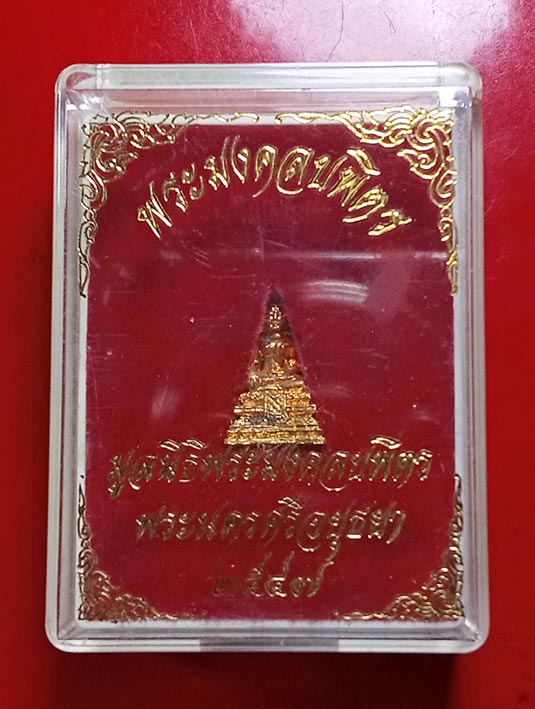 พระมงคลบพิตร
มูลนิธิพระมงคลบพิตร
พระนครศรีอยุธยา
๒๕๔๗